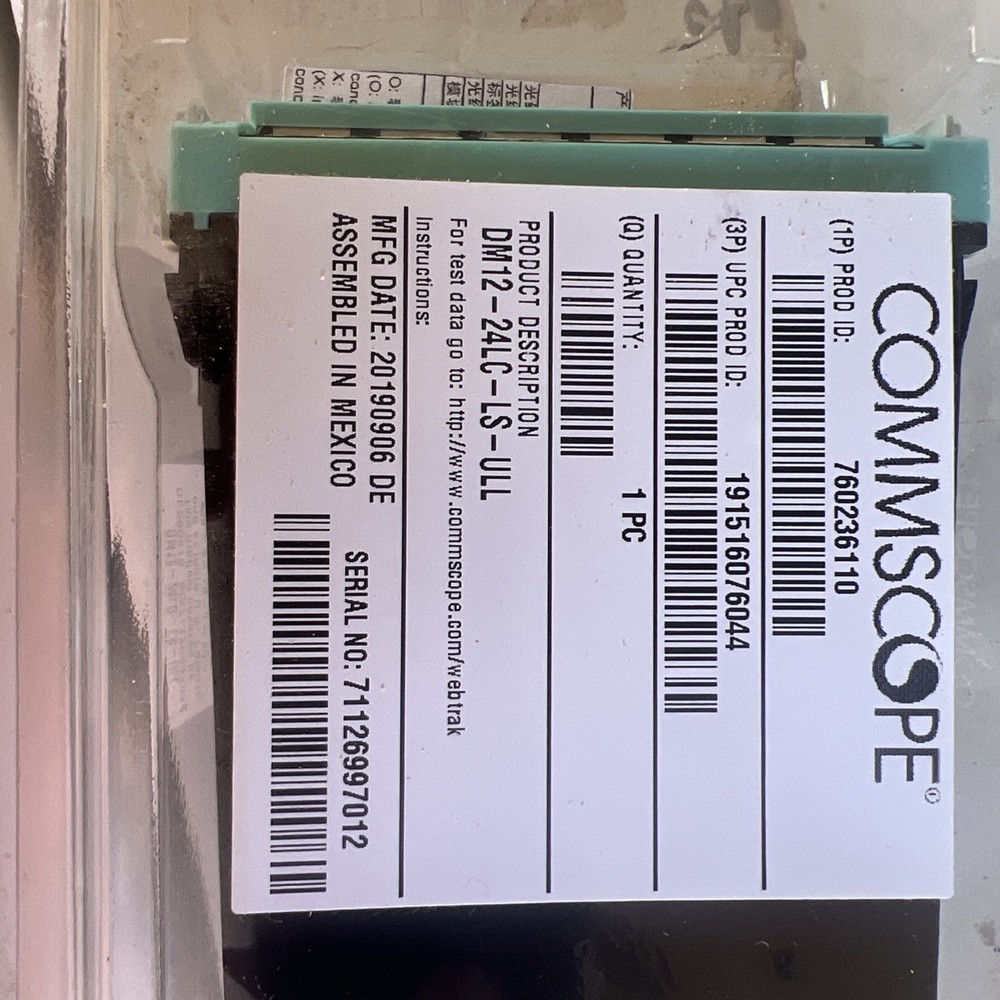 COMMSCOPE®
(1P) PROD ID: 760236110
(3P) UPC PROD ID: 191516076044
(Q) QUANTITY: 1 PC
PRODUCT DESCRIPTION
DM12-24LC-LS-ULL
For test data go to: http://www.commscope.com/webtrak
Instructions:
MFG DATE: 20190906 DE
ASSEMBLED IN MEXICO
SERIAL NO: 71126997012